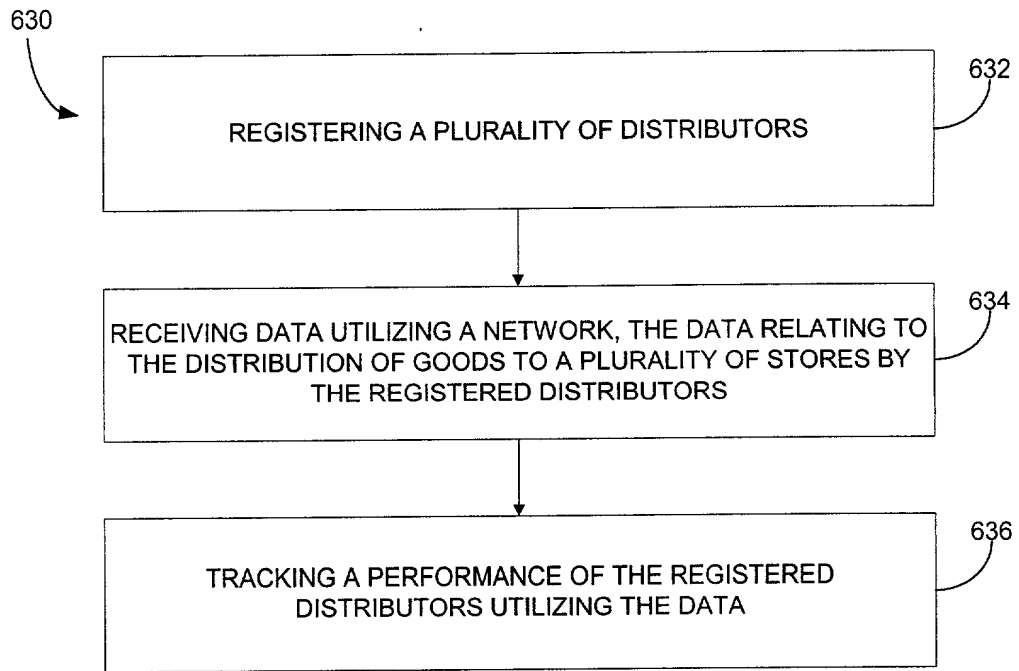 630
632
REGISTERING A PLURALITY OF DISTRIBUTORS
634
RECEIVING DATA UTILIZING A NETWORK, THE DATA RELATING TO
THE DISTRIBUTION OF GOODS TO A PLURALITY OF STORES BY
THE REGISTERED DISTRIBUTORS
636
TRACKING A PERFORMANCE OF THE REGISTERED
DISTRIBUTORS UTILIZING THE DATA